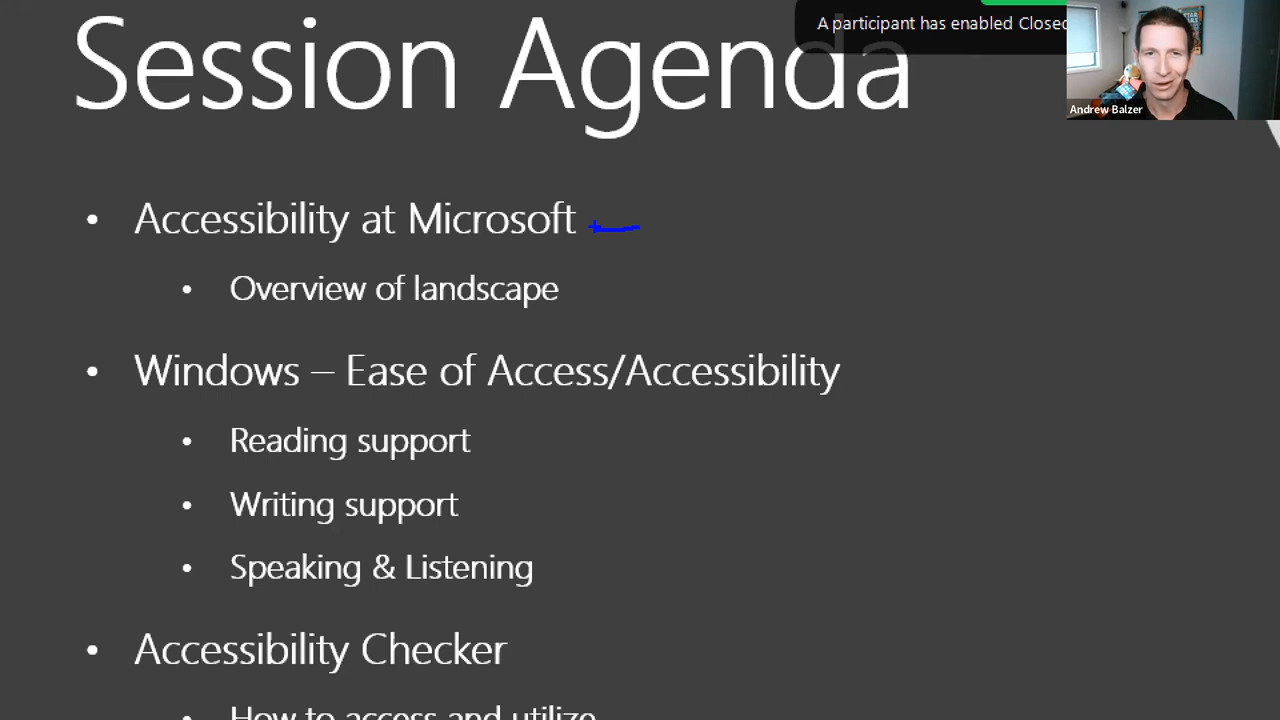 Session Agenda
A participant has enabled Closed
Andrew Balzer
• Accessibility at Microsoft
• Overview of landscape
• Windows – Ease of Access/Accessibility
• Reading support
• Writing support
• Speaking & Listening
• Accessibility Checker
• How to access and utilize